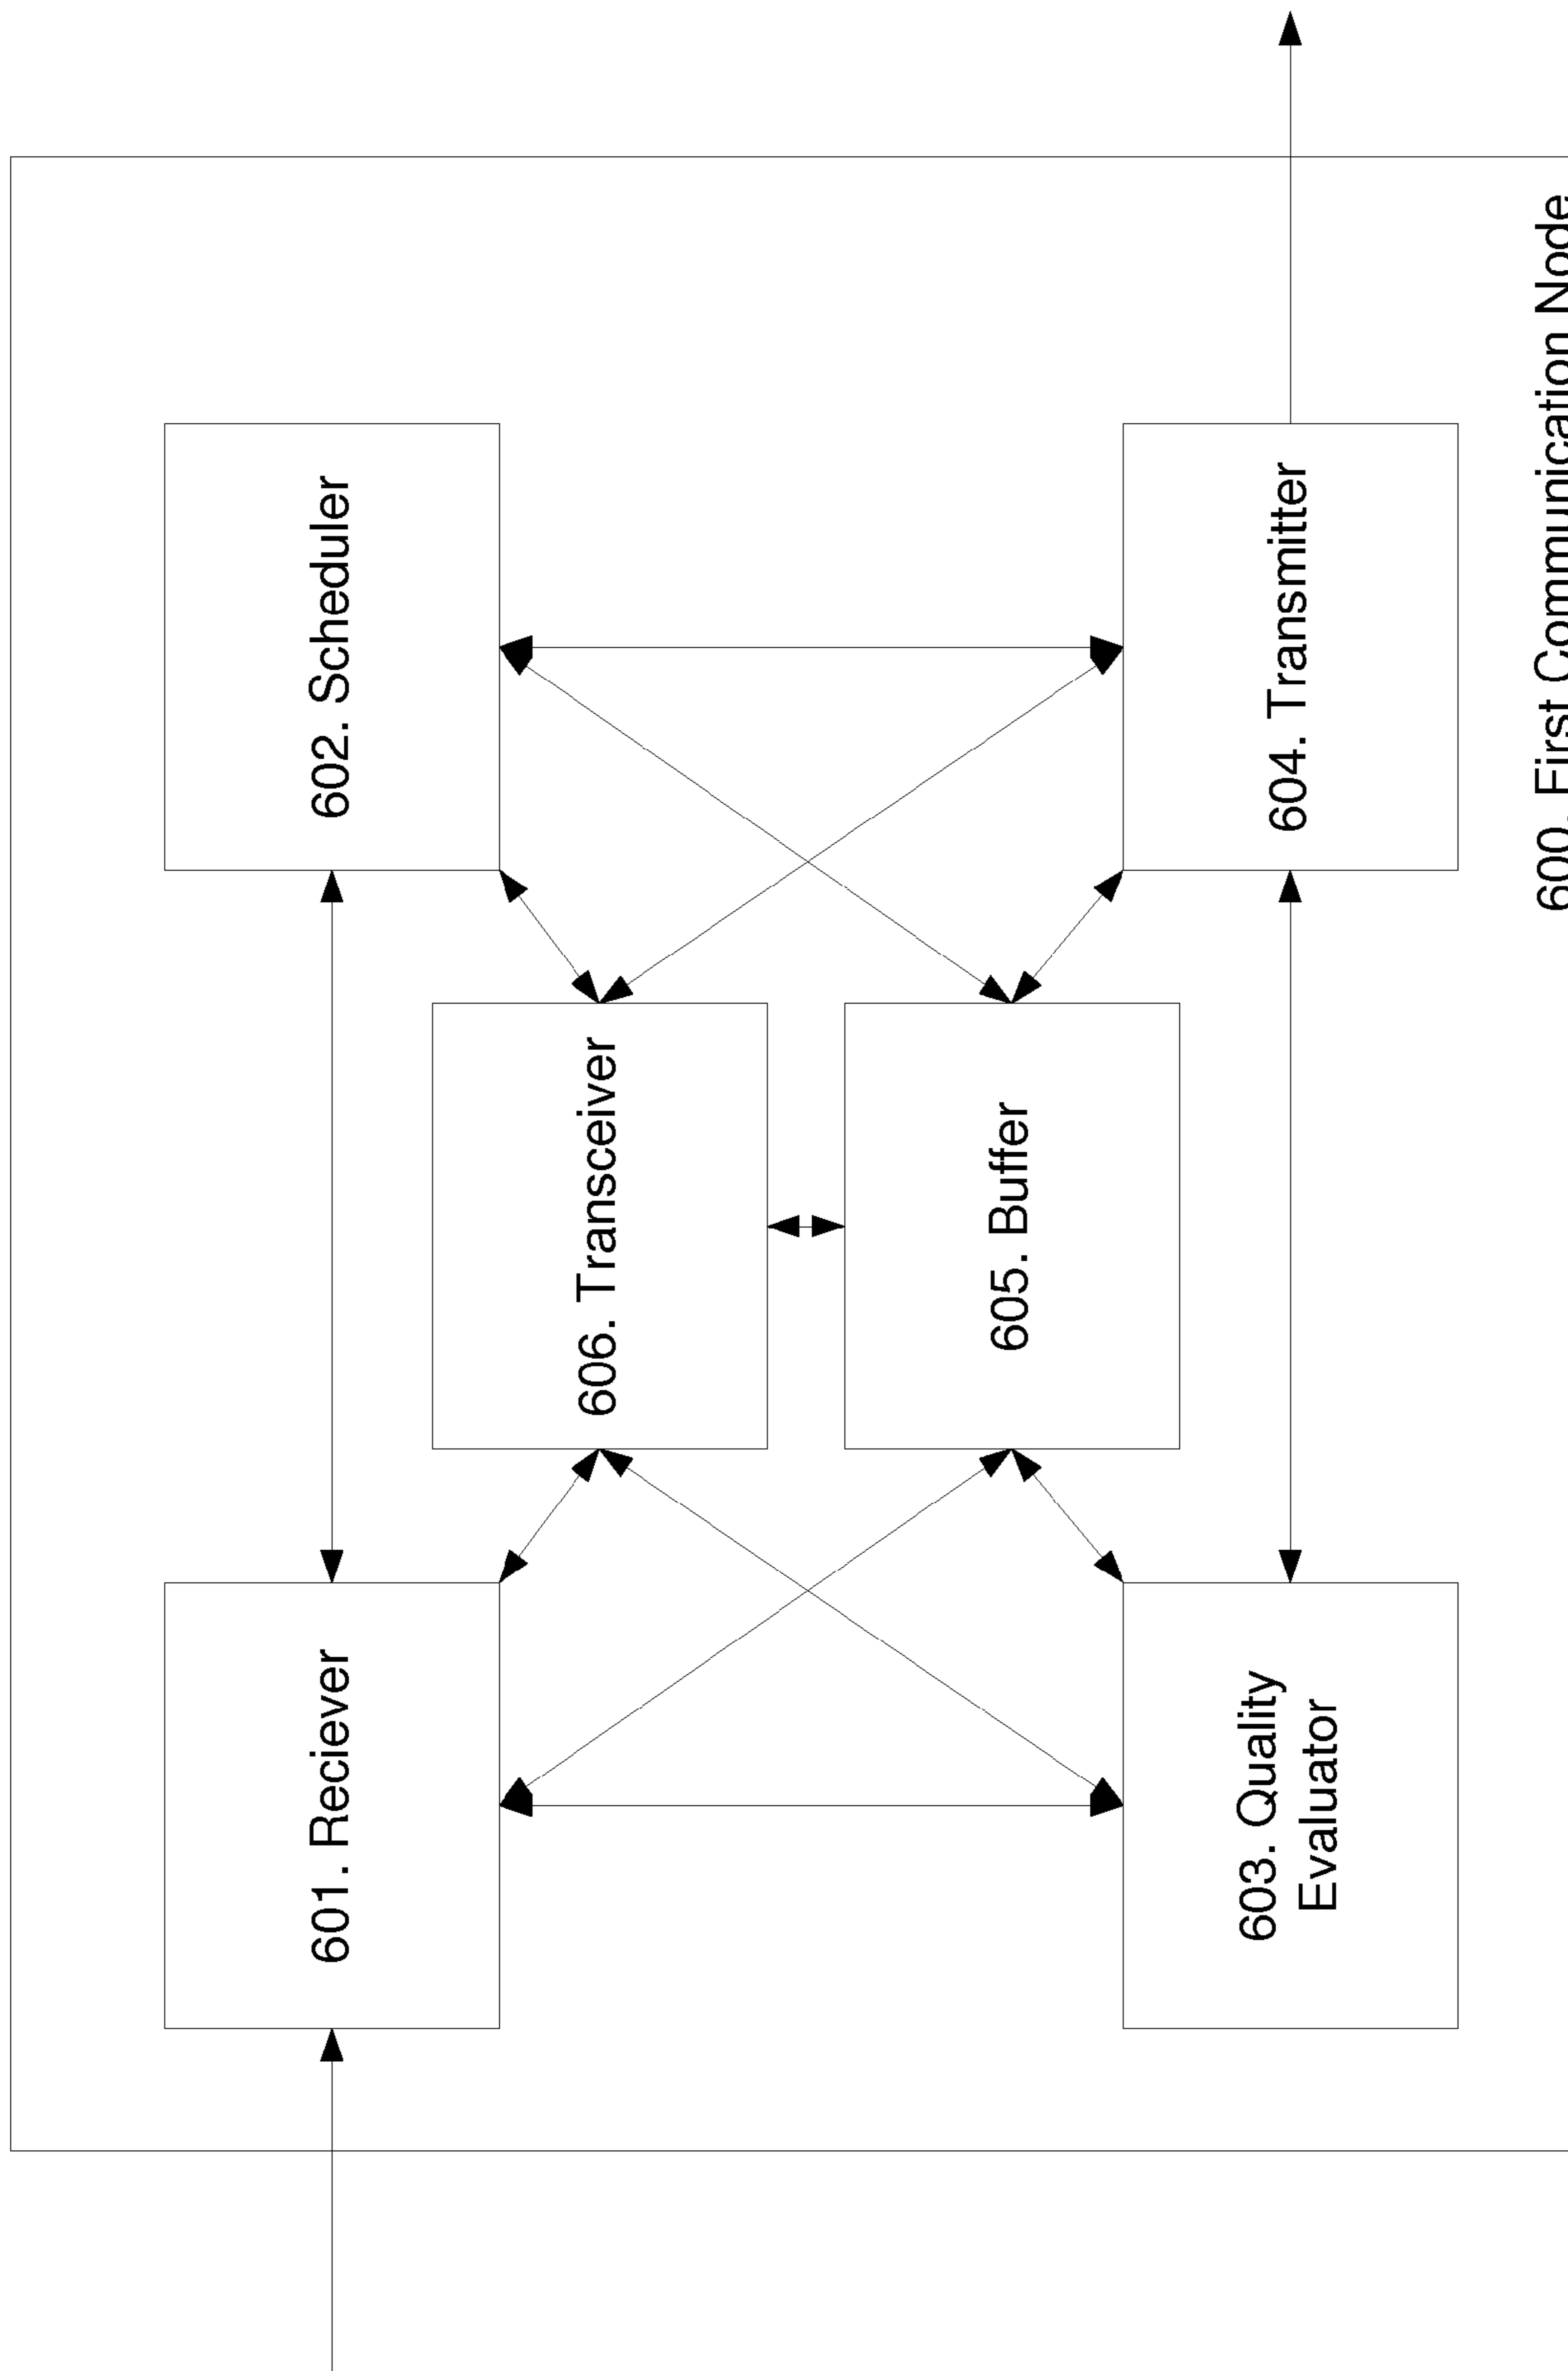 601. Reciever
602. Scheduler
606. Transceiver
605. Buffer
603. Quality
Evaluator
604. Transmitter
600. First Communication Node